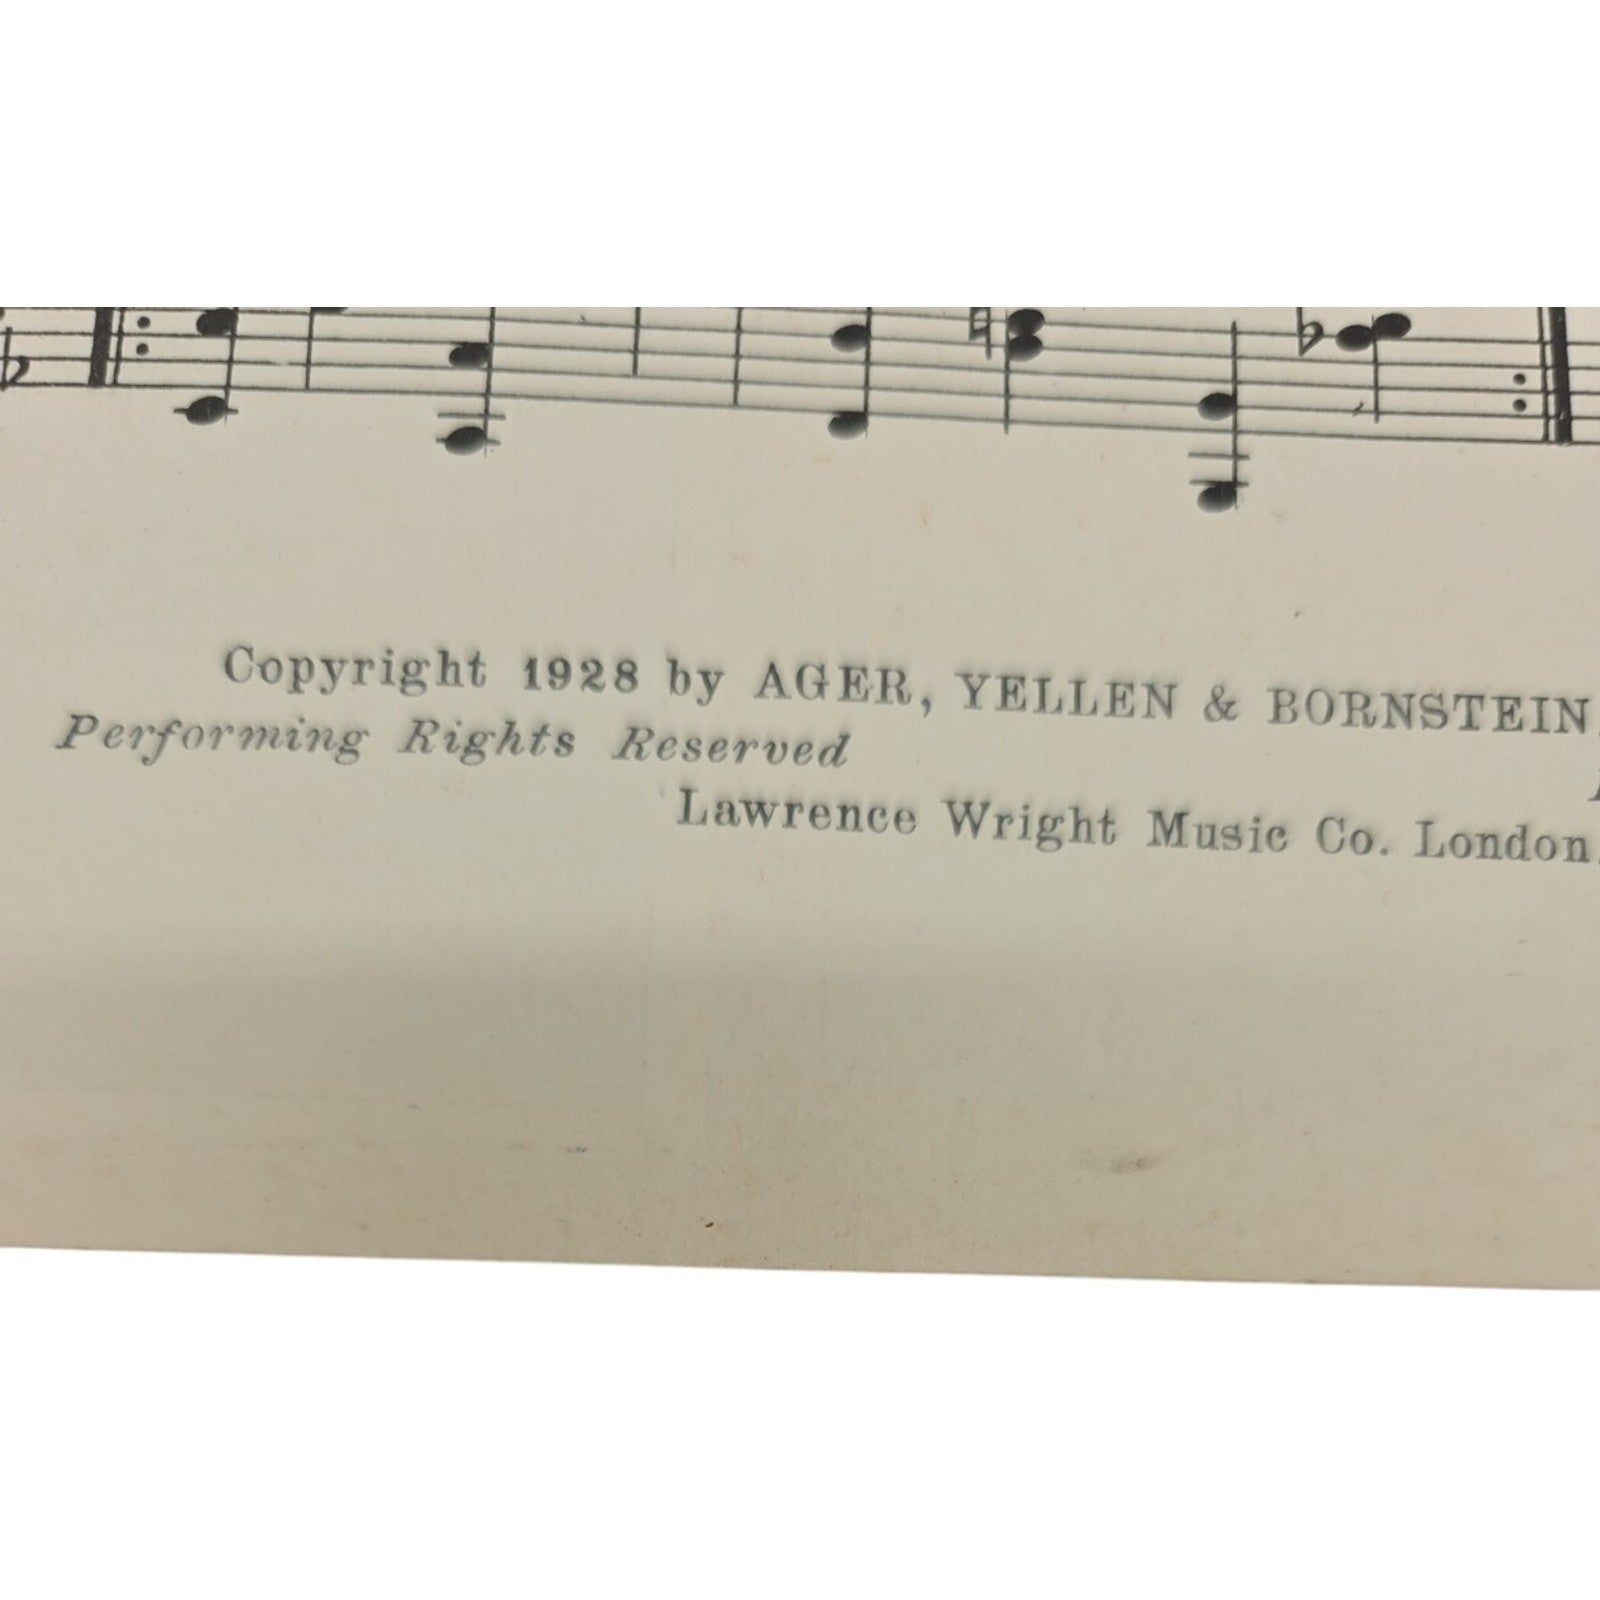 Copyright 1928 by AGER, YELLEN & BORNSTEIN.
Performing Rights Reserved
Lawrence Wright Music Co. London.